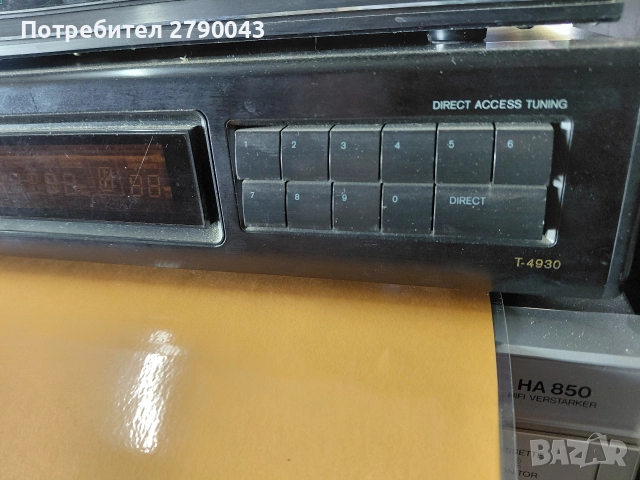 Потребител 2790043
DIRECT ACCESS TUNING
1 2 3 4 5 6
7 8 9 0 DIRECT
T-4930
HA 850
HIFI VERSTARKER
BAZAR